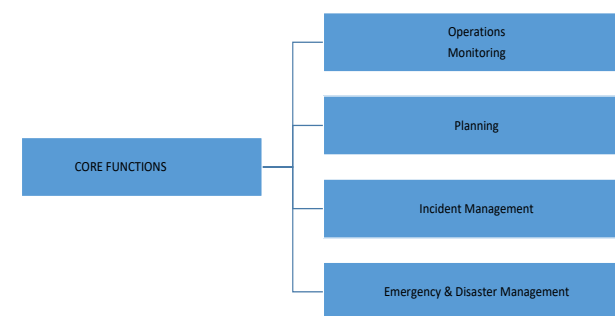 Operations
Monitoring
Planning
CORE FUNCTIONS
Incident Management
Emergency & Disaster Management